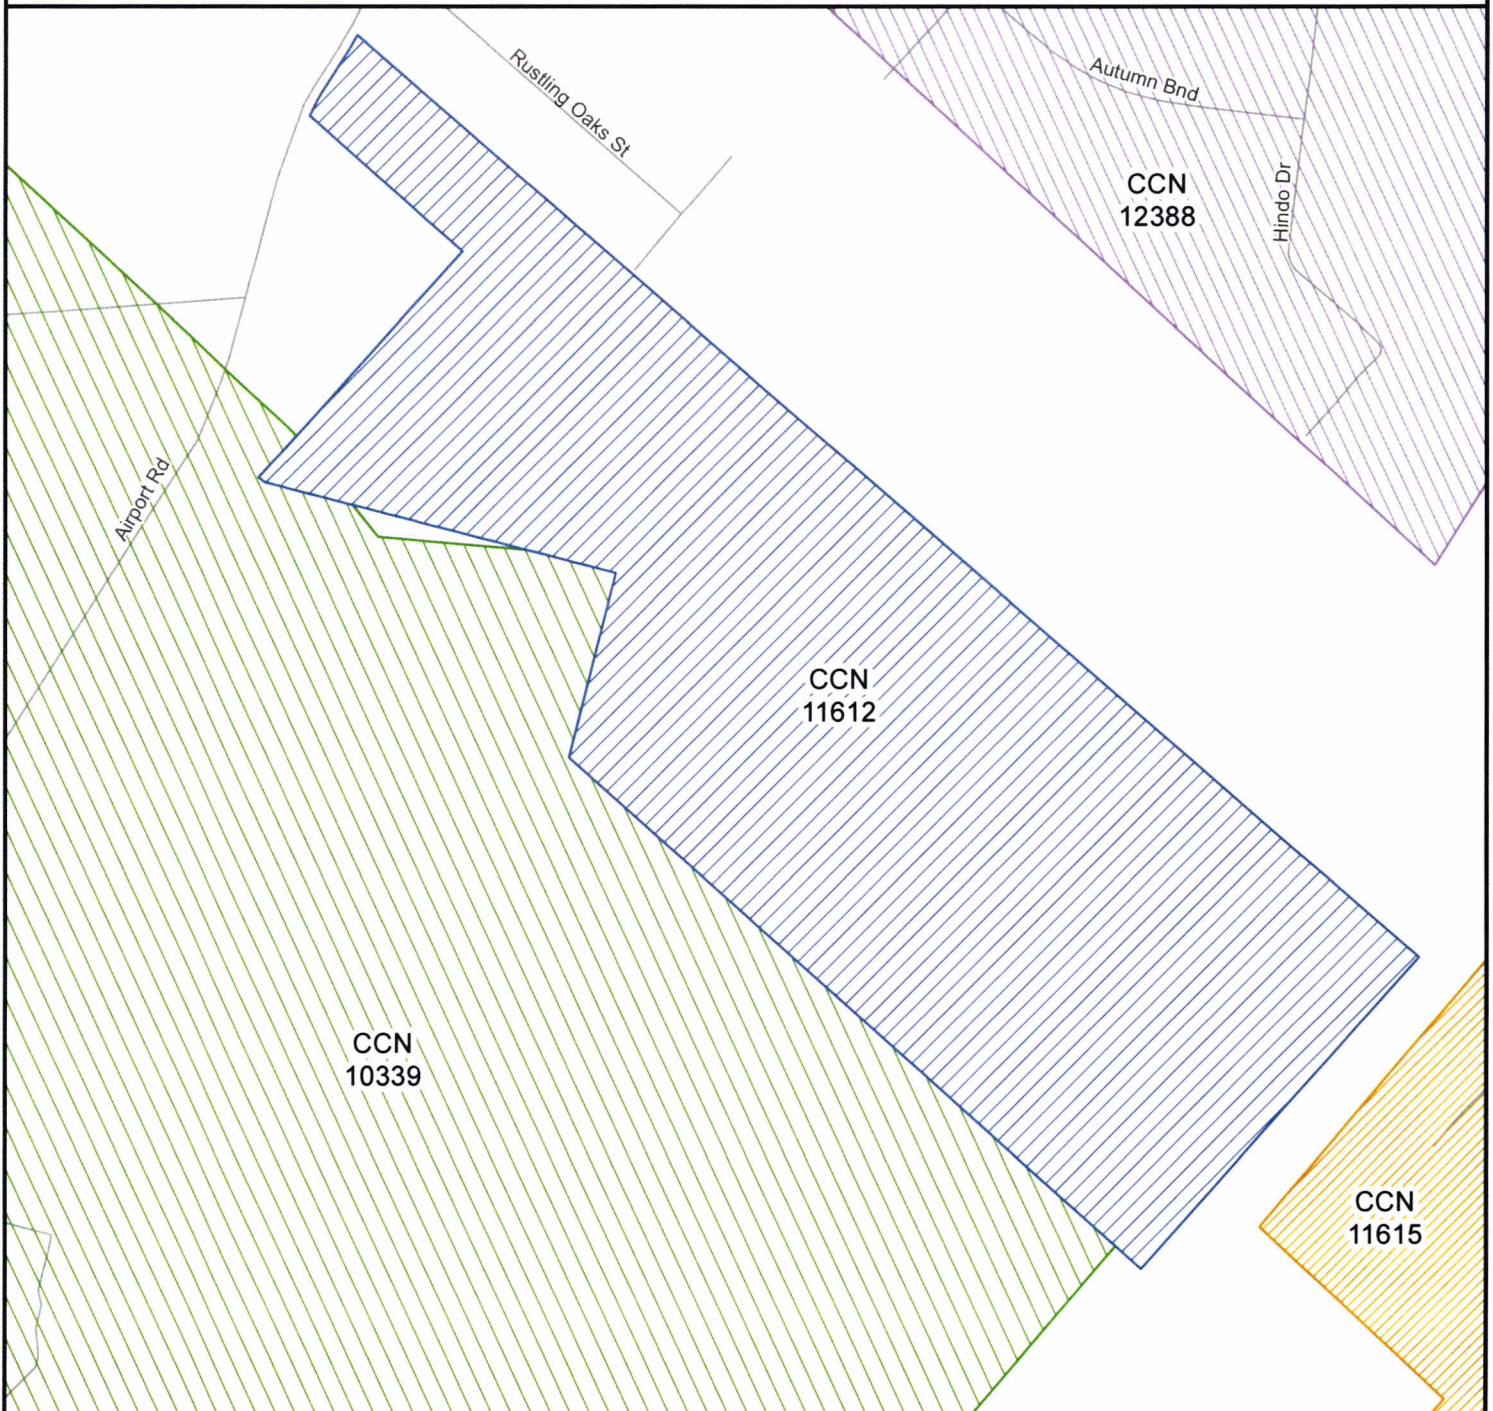 Rustling Oaks St
Autumn Bnd
CCN
12388
Hindo Dr
Airport Rd
CCN
11612
CCN
10339
CCN
11615